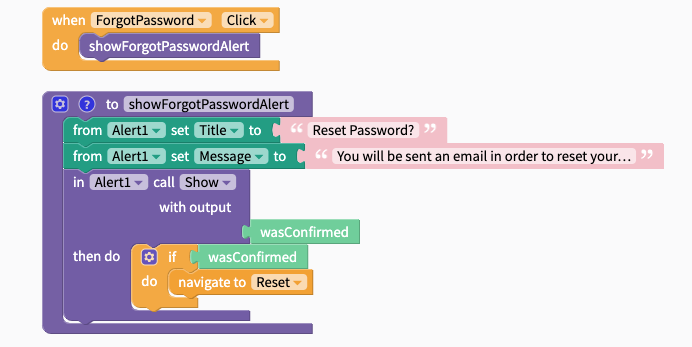 when ForgotPassword Click
do showForgotPasswordAlert
? to showForgotPasswordAlert
from Alert1 set Title to “ Reset Password? ”
from Alert1 set Message to “ You will be sent an email in order to reset your... ”
in Alert1 call Show
with output
wasConfirmed
then do if wasConfirmed
do navigate to Reset